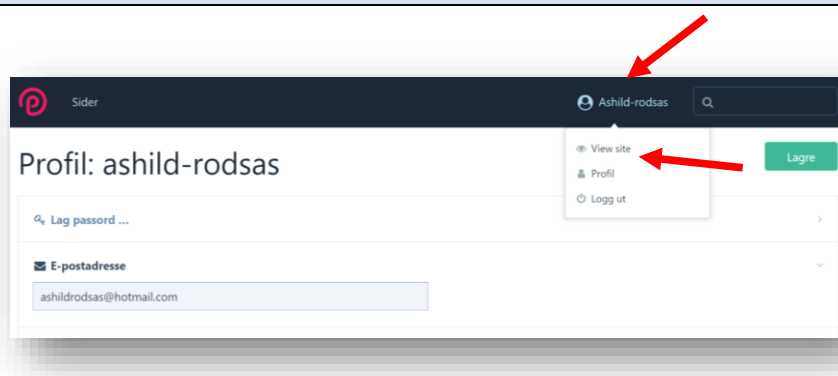 Sider
Ashild-rodsas
View site
Profil
Logg ut
Profil: ashild-rodsas
Lagre
Lag passord ...
E-postadresse
ashildrodsas@hotmail.com